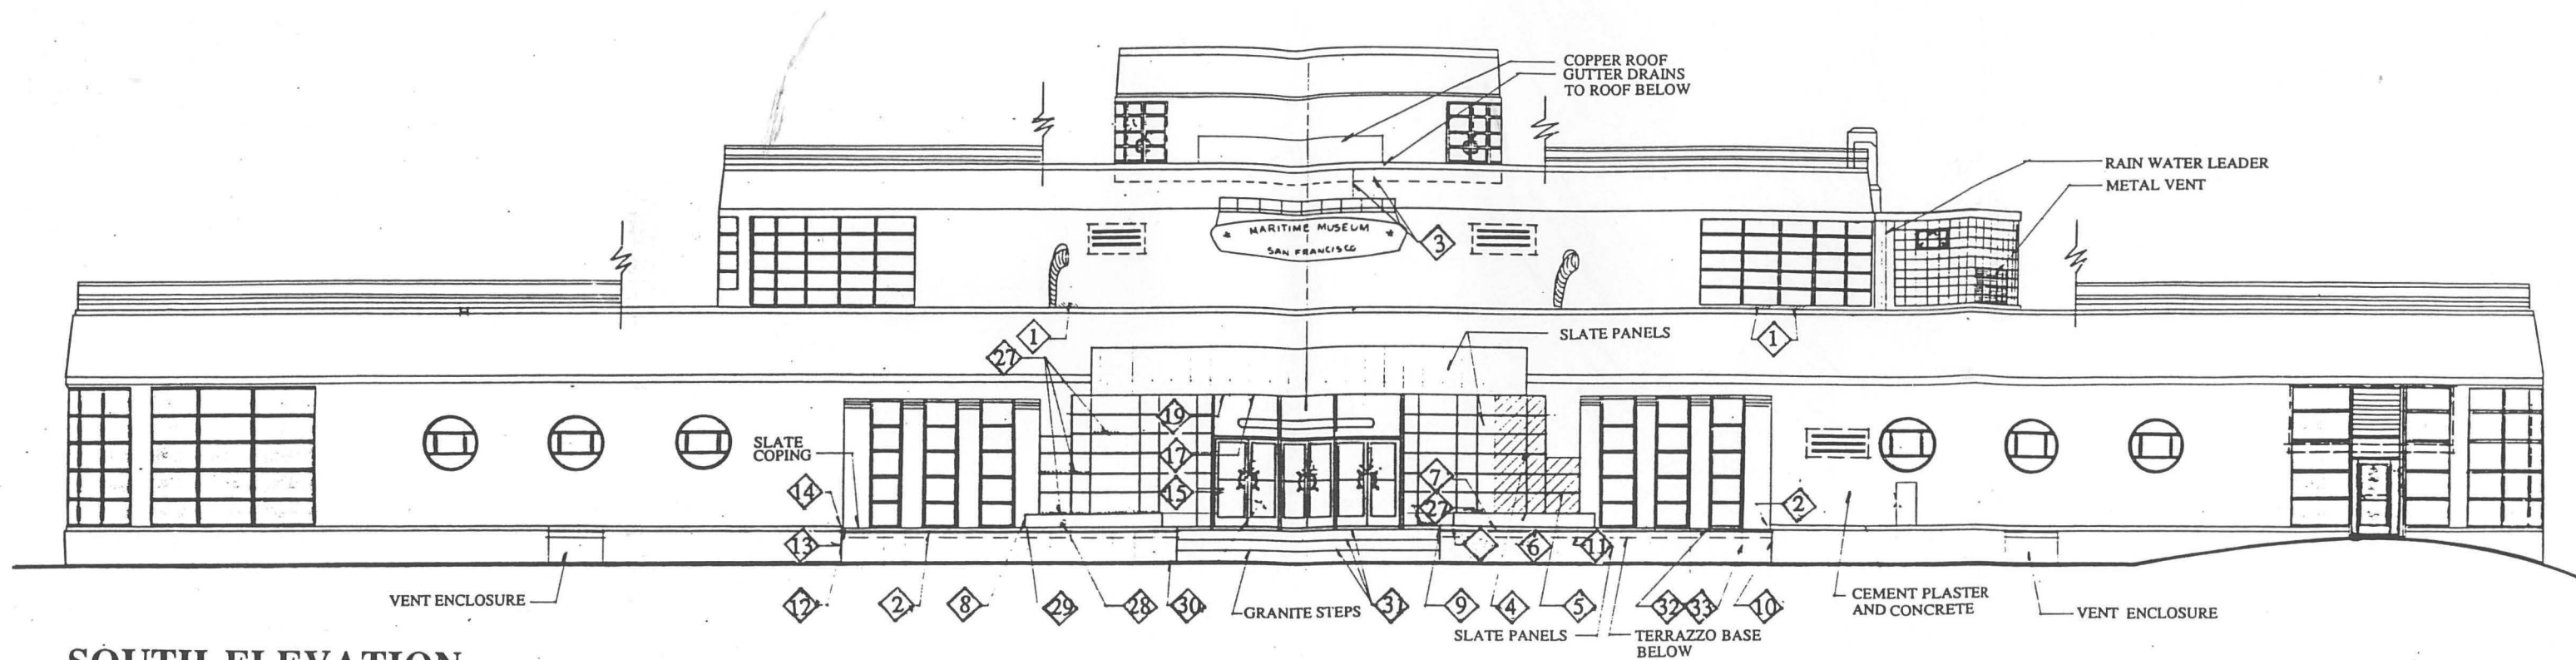 COPPER ROOF
GUTTER DRAINS
TO ROOF BELOW
RAIN WATER LEADER
METAL VENT
MARITIME MUSEUM
SAN FRANCISCO
3
1
27
SLATE PANELS
1
19
SLATE
COPING
17
7
14
15
27
2
13
6
11
VENT ENCLOSURE
12
2
8
29
28
30
GRANITE STEPS
31
9
4
5
32
33
10
CEMENT PLASTER
AND CONCRETE
VENT ENCLOSURE
SLATE PANELS
TERRAZZO BASE
BELOW
SOUTH ELEVATION